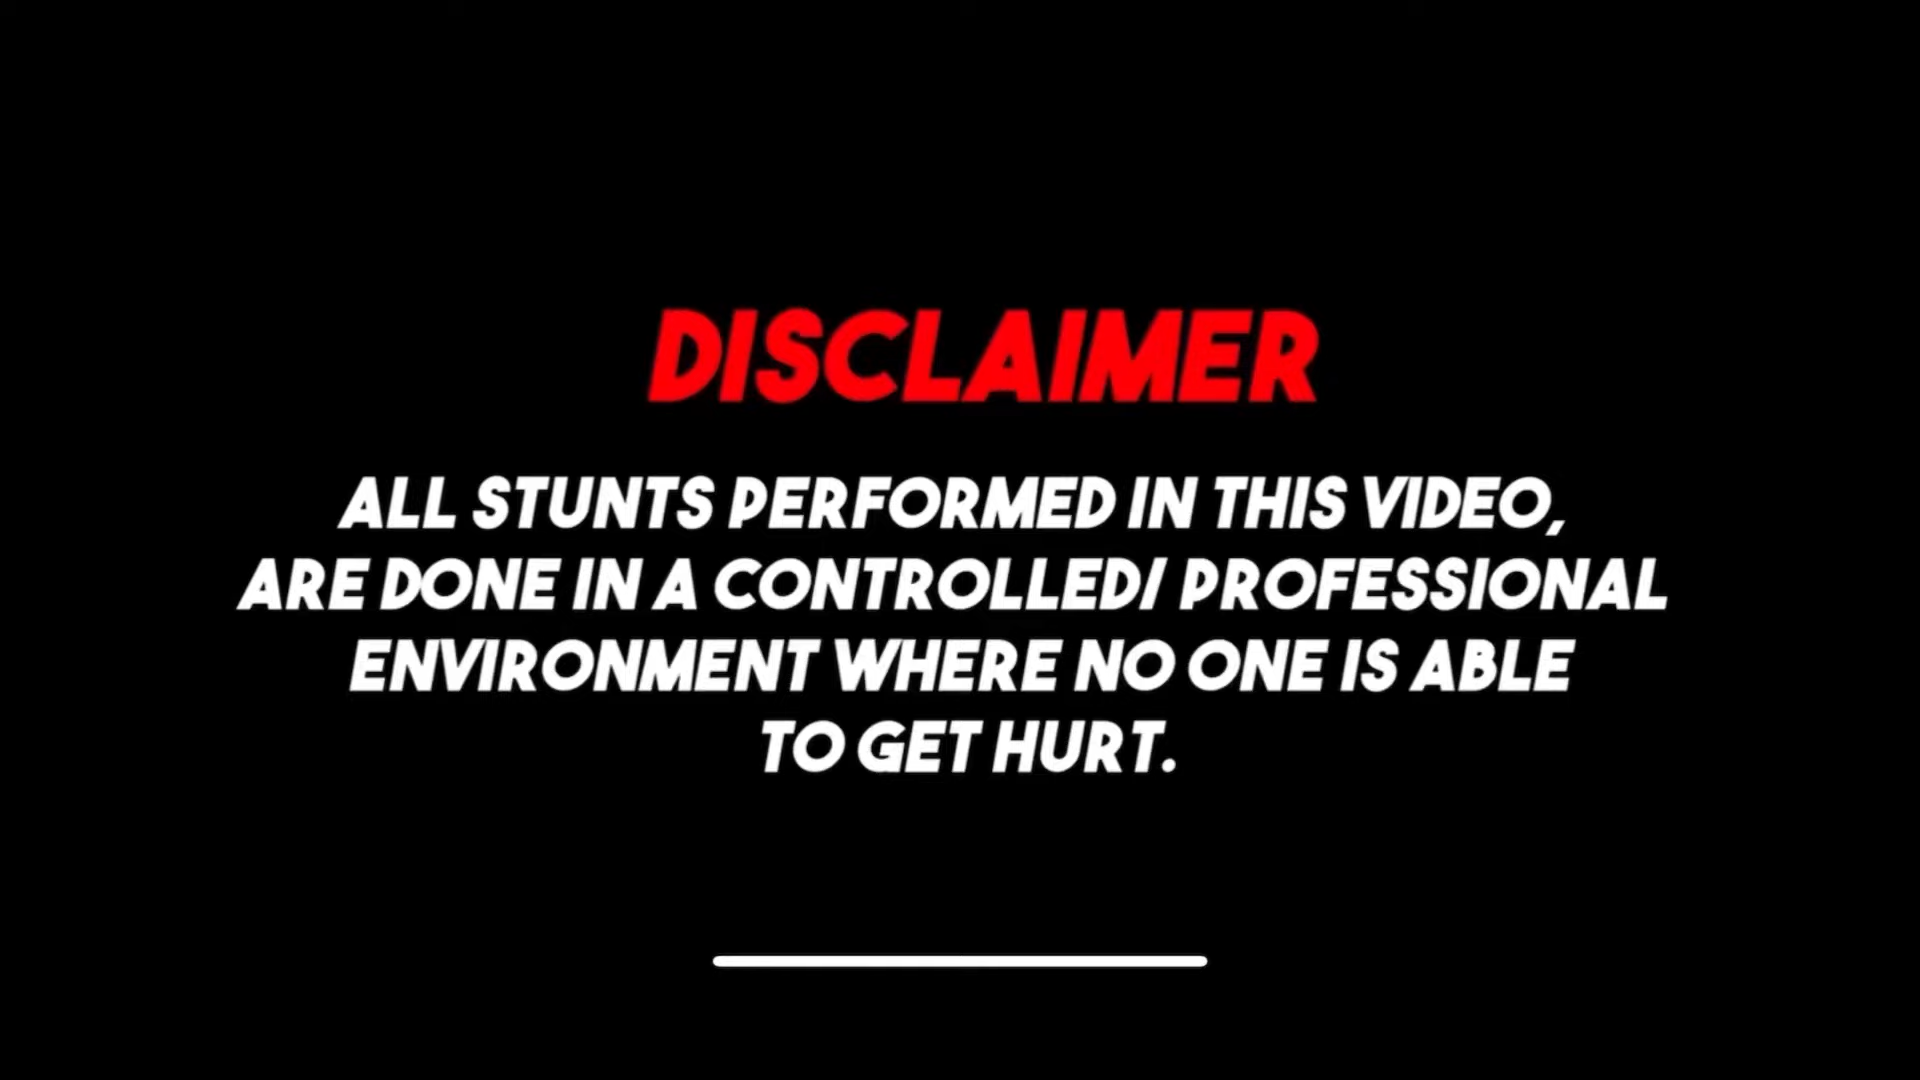 DISCLAIMER
ALL STUNTS PERFORMED IN THIS VIDEO,
ARE DONE IN A CONTROLLED/ PROFESSIONAL
ENVIRONMENT WHERE NO ONE IS ABLE
TO GET HURT.